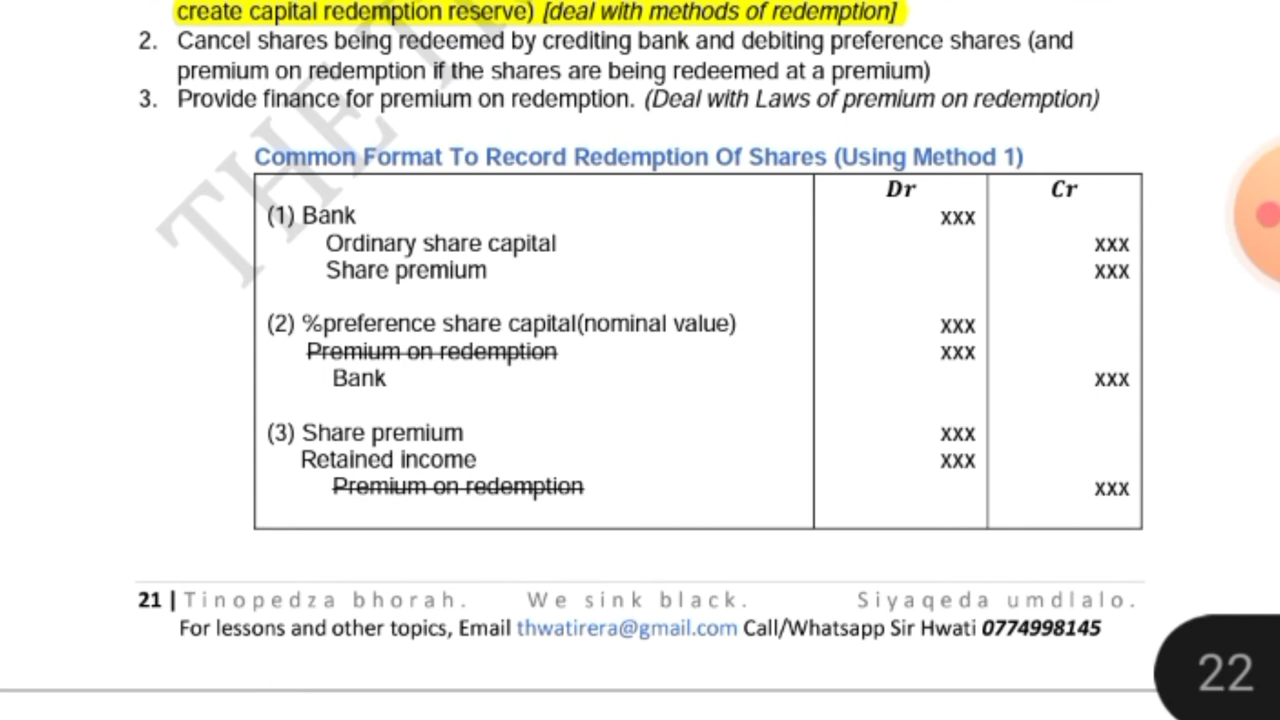 create capital redemption reserve) [deal with methods of redemption]
2. Cancel shares being redeemed by crediting bank and debiting preference shares (and
premium on redemption if the shares are being redeemed at a premium)
3. Provide finance for premium on redemption. (Deal with Laws of premium on redemption)
THE
Common Format To Record Redemption Of Shares (Using Method 1)
Dr Cr
(1) Bank xxx
Ordinary share capital xxx
Share premium xxx
(2) %preference share capital(nominal value) xxx
Premium on redemption xxx
Bank xxx
(3) Share premium xxx
Retained income xxx
Premium on redemption xxx
21 | Tinopedza bhorah. We sink black. Siyaqeda umdlalo.
For lessons and other topics, Email thwatirera@gmail.com Call/Whatsapp Sir Hwati 0774998145
22